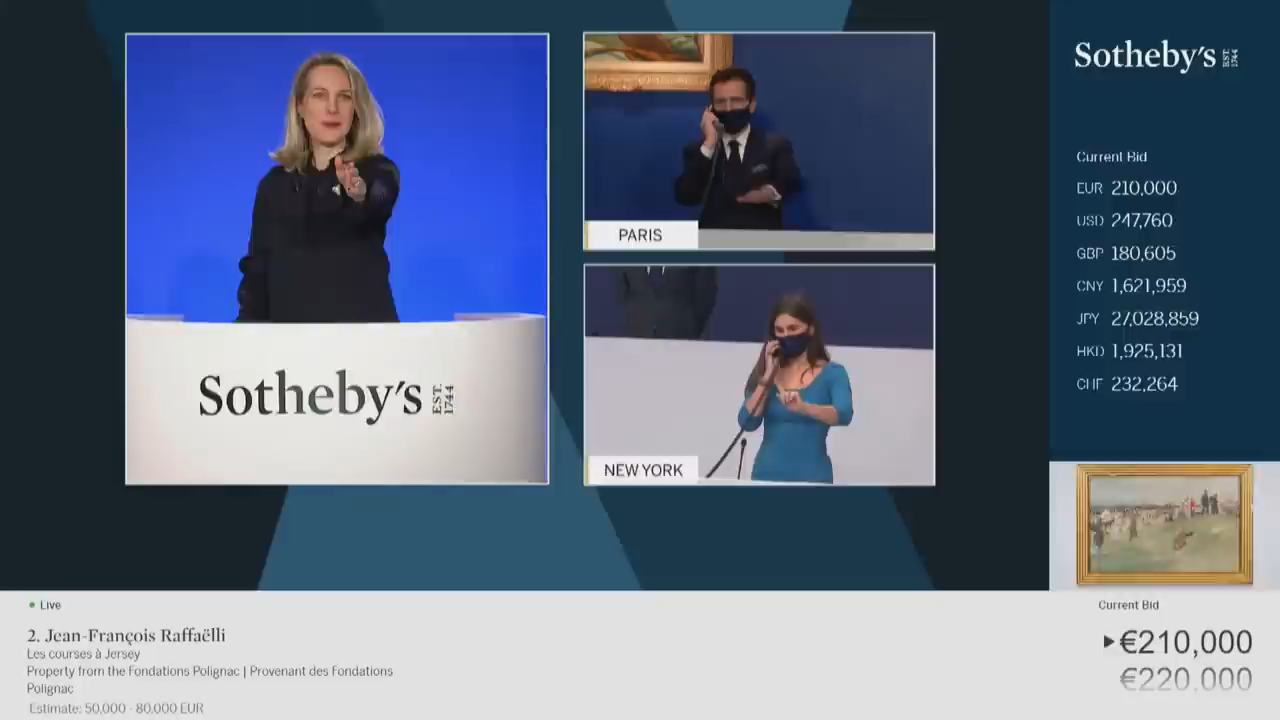 Sotheby's EST. 1744
Current Bid
EUR 210,000
USD 247,760
GBP 180,605
CNY 1,621,959
JPY 27,028,859
HKD 1,925,131
CHF 232,264
PARIS
Sotheby's EST. 1744
NEW YORK
Live
2. Jean-François Raffaëlli
Les courses à Jersey
Property from the Fondations Polignac | Provenant des Fondations
Polignac
Estimate: 50,000 - 80,000 EUR
Current Bid
€210,000
€220,000